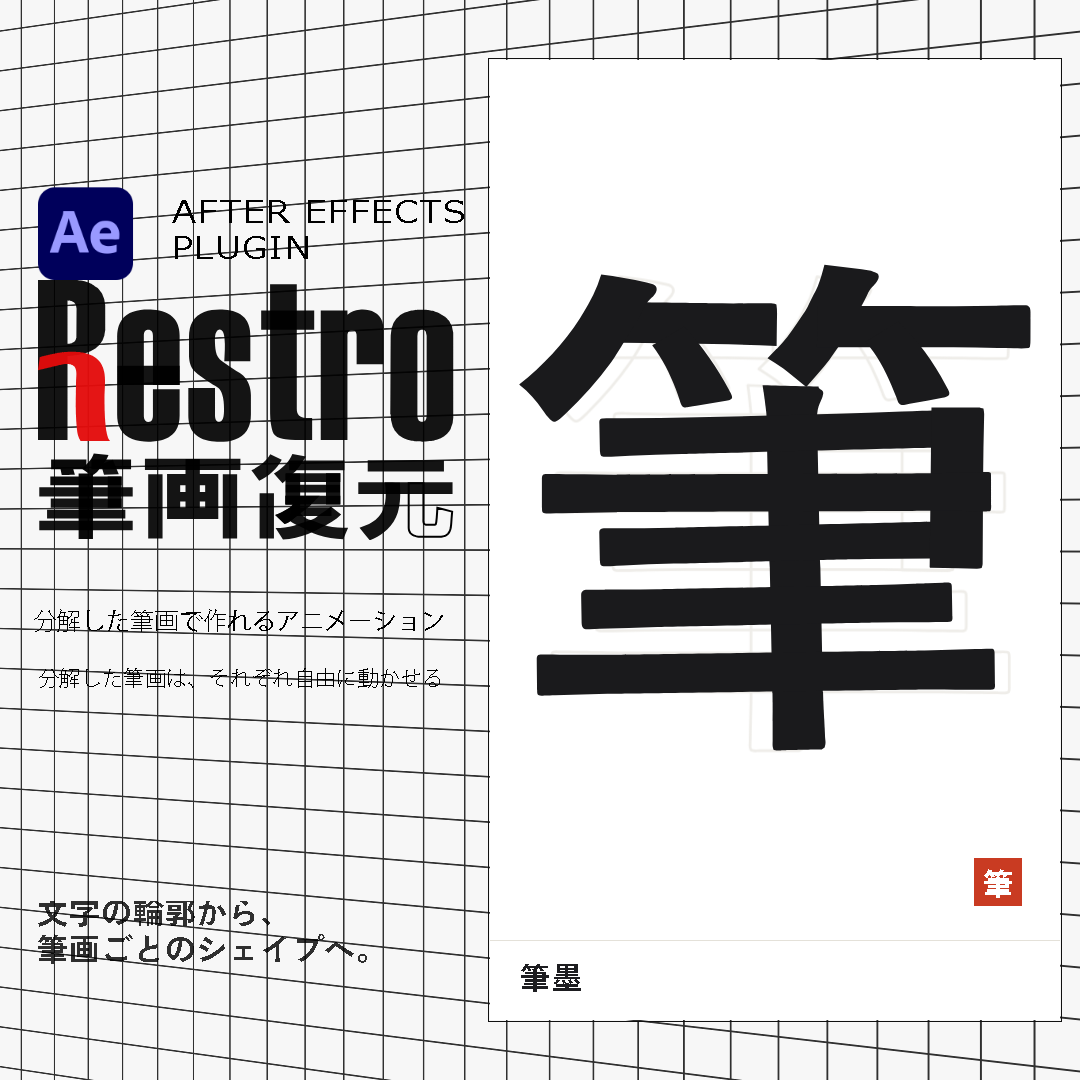 Ae
AFTER EFFECTS
PLUGIN
Restro
筆画復元
分解した筆画で作れるアニメーション
分解した筆画は、それぞれ自由に動かせる
文字の輪郭から、
筆画ごとのシェイプへ。
筆
筆
筆墨